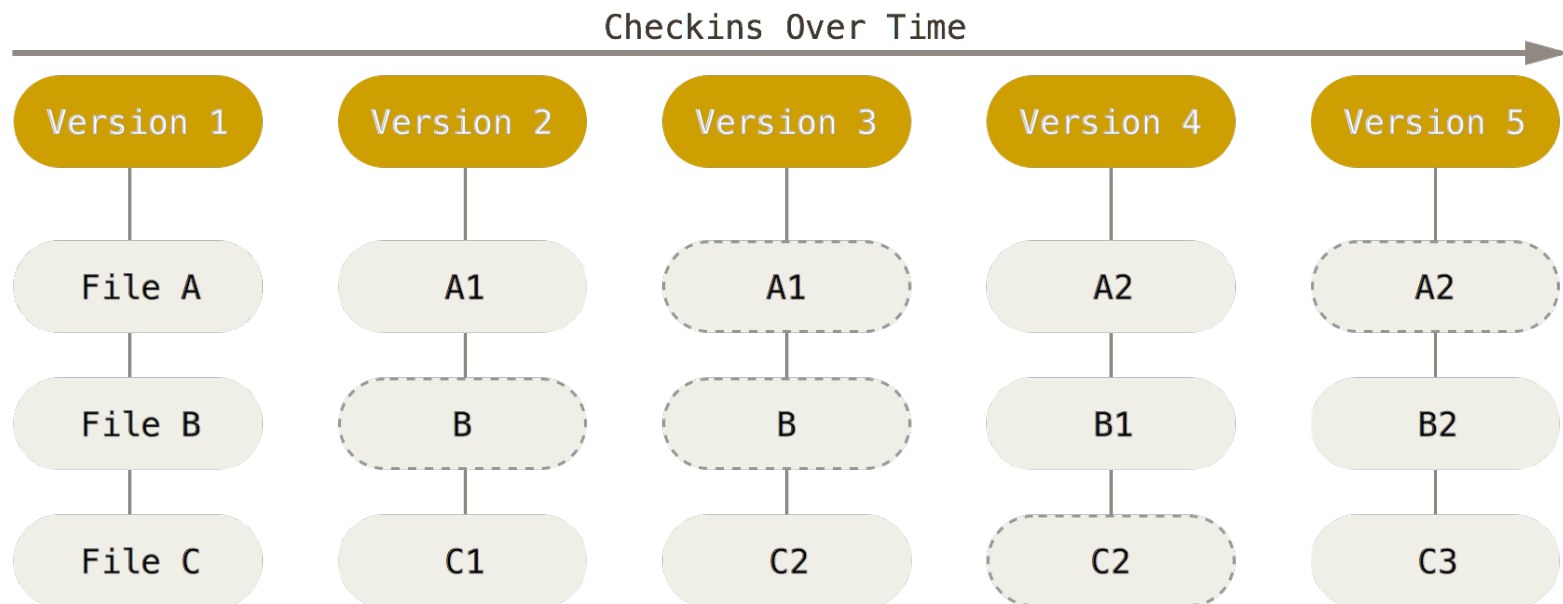 Checkins Over Time
Version 1 Version 2 Version 3 Version 4 Version 5
File A A1 A1 A2 A2
File B B B B1 B2
File C C1 C2 C2 C3